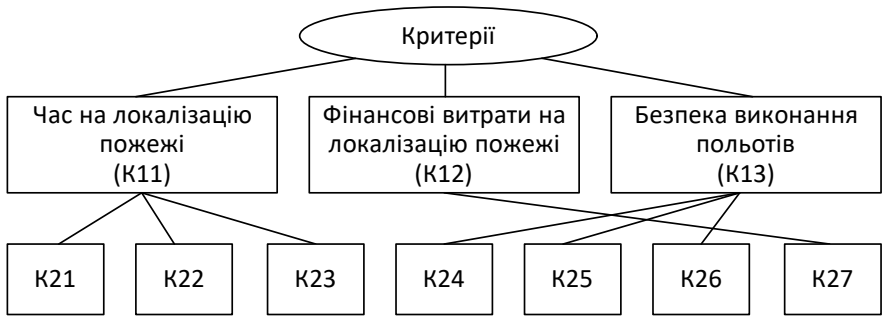 Критерії
Час на локалізацію
пожежі
(К11)
Фінансові витрати на
локалізацію пожежі
(К12)
Безпека виконання
польотів
(К13)
К21
К22
К23
К24
К25
К26
К27